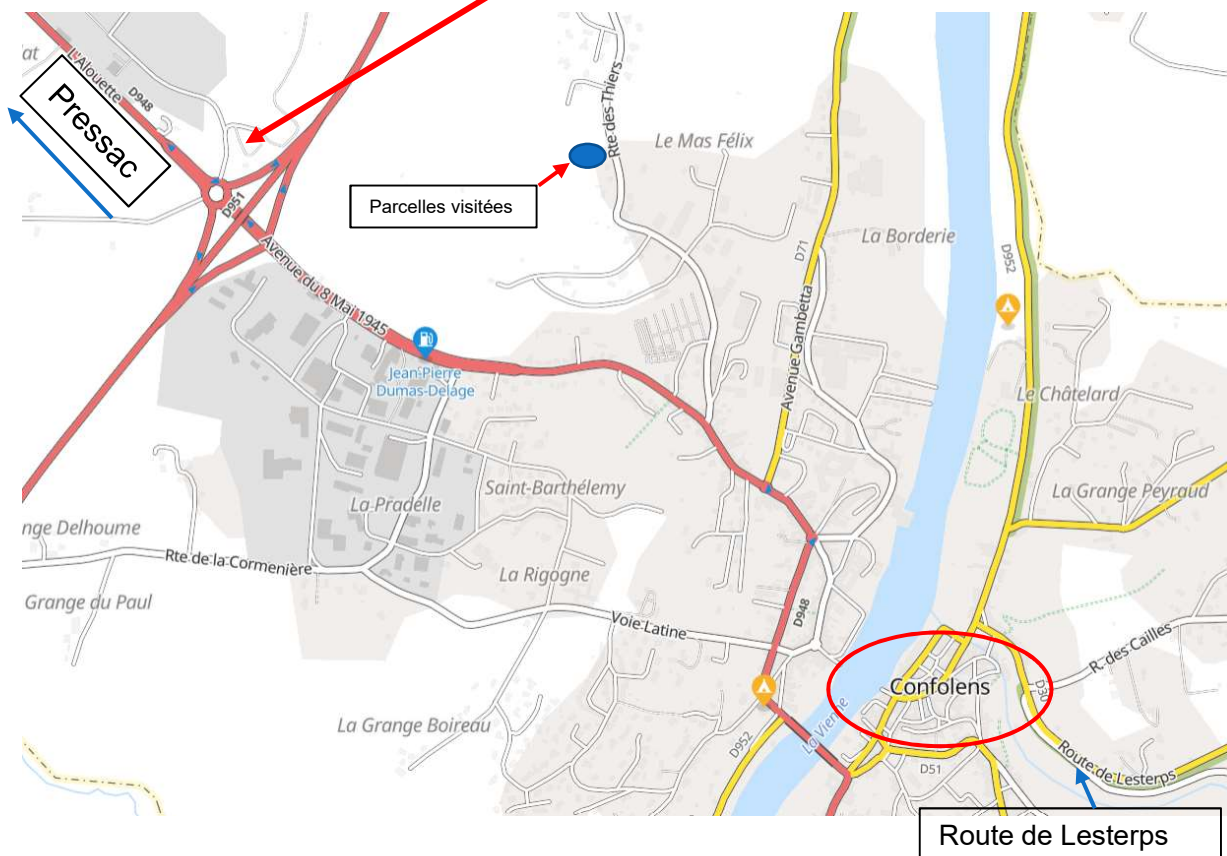 at
L'Alouette
D948
Pressac
D951
Rte des Thiers
Le Mas Félix
Parcelles visitées
La Borderie
D71
D952
Avenue du 8 Mai 1945
Jean-Pierre
Dumas-Delage
Avenue Gambetta
Le Châtelard
La Grange Peyraud
Saint-Barthélemy
La Pradelle
nge Delhoume
Rte de la Cormenière
La Rigogne
Grange du Paul
Voie Latine
D948
R. des Cailles
Confolens
D30
La Grange Boireau
La Vienne
D952
D51
Route de Lesterps
Route de Lesterps